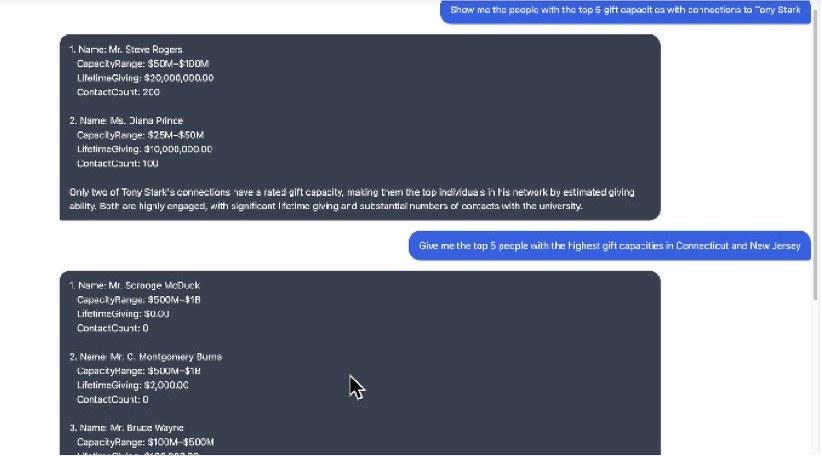 Show me the people with the top 5 gift capacities with connections to Tony Stark
1. Name: Mr. Steve Rogers
CapacityRange: $50M–$100M
LifetimeGiving: $20,000,000.00
ContactCount: 200
2. Name: Ms. Diana Prince
CapacityRange: $25M–$50M
LifetimeGiving: $10,000,000.00
ContactCount: 100
Only two of Tony Stark's connections have a rated gift capacity, making them the top individuals in his network by estimated giving
ability. Both are highly engaged, with significant lifetime giving and substantial numbers of contacts with the university.
Give me the top 5 people with the highest gift capacities in Connecticut and New Jersey
1. Name: Mr. Scrooge McDuck
CapacityRange: $500M–$1B
LifetimeGiving: $0.00
ContactCount: 0
2. Name: Mr. C. Montgomery Burns
CapacityRange: $500M–$1B
LifetimeGiving: $2,000.00
ContactCount: 0
3. Name: Mr. Bruce Wayne
CapacityRange: $100M–$500M